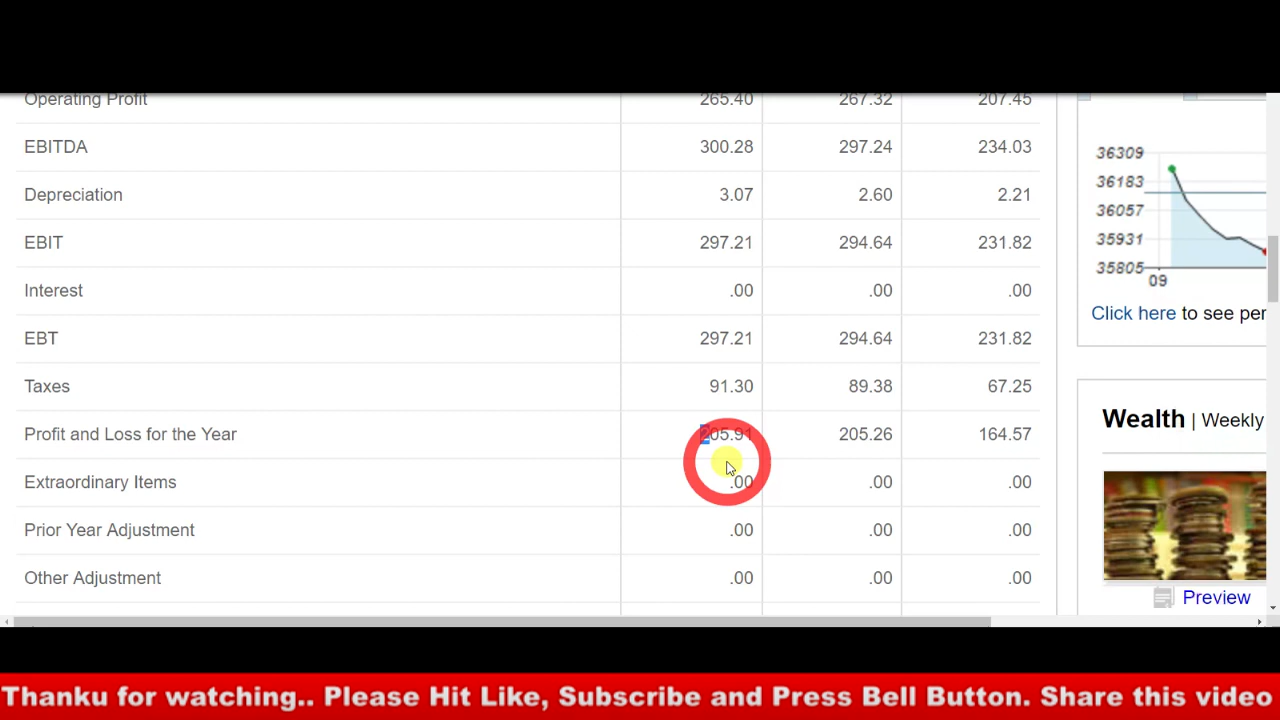 Operating Profit 265.40 267.32 207.45
EBITDA 300.28 297.24 234.03
Depreciation 3.07 2.60 2.21
EBIT 297.21 294.64 231.82
Interest .00 .00 .00
EBT 297.21 294.64 231.82
Taxes 91.30 89.38 67.25
Profit and Loss for the Year 205.91 205.26 164.57
Extraordinary Items .00 .00 .00
Prior Year Adjustment .00 .00 .00
Other Adjustment .00 .00 .00
36309
36183
36057
35931
35805
09
Click here to see per
Wealth | Weekly
Preview
Thanku for watching.. Please Hit Like, Subscribe and Press Bell Button. Share this video